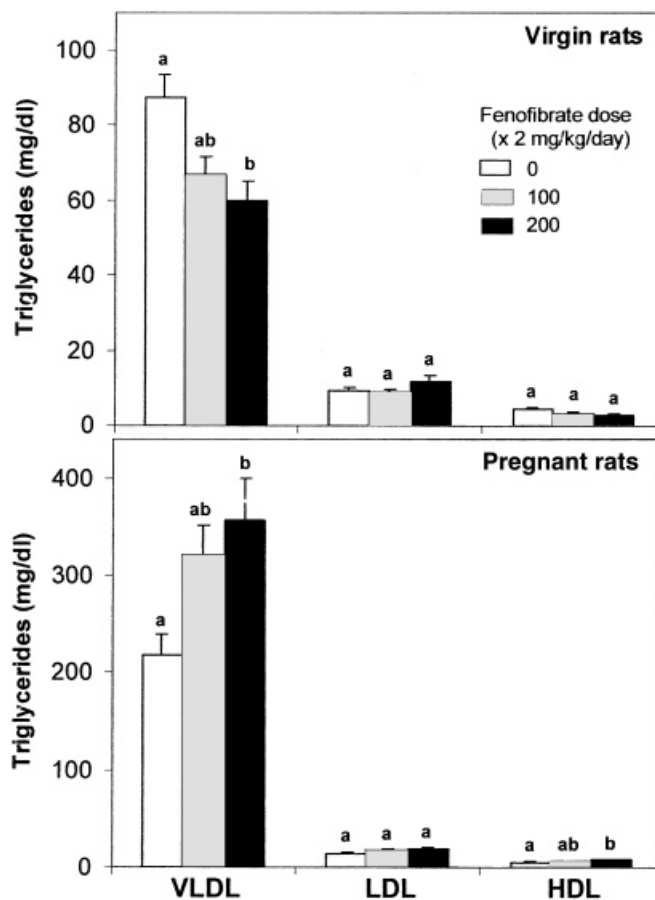 Virgin rats
Triglycerides (mg/dl)
100
80
60
40
20
0
a
ab
b
a
a
a
a
a
a
Fenofibrate dose
(x 2 mg/kg/day)
0
100
200
Pregnant rats
Triglycerides (mg/dl)
400
300
200
100
0
a
ab
b
a
a
a
a
ab
b
VLDL
LDL
HDL